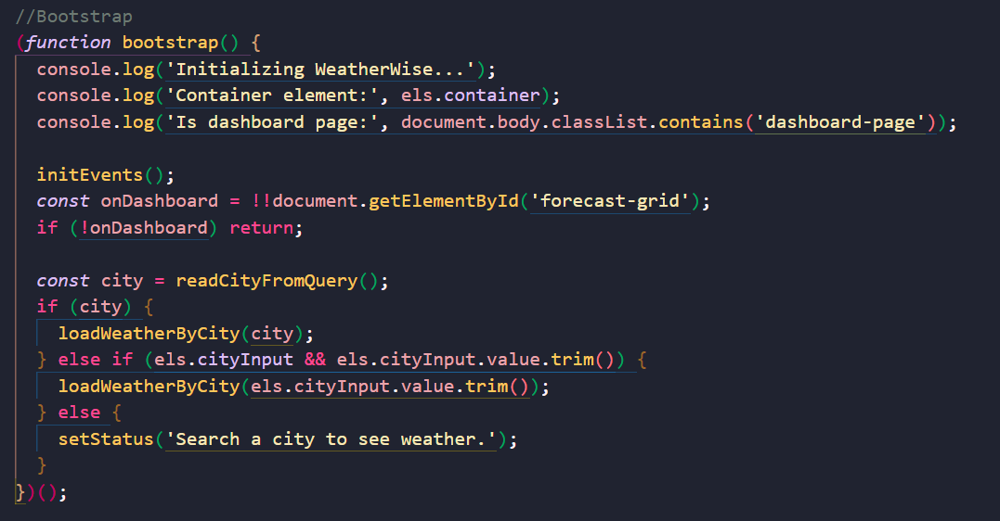 //Bootstrap
(function bootstrap() {
  console.log('Initializing WeatherWise...');
  console.log('Container element:', els.container);
  console.log('Is dashboard page:', document.body.classList.contains('dashboard-page'));

  initEvents();
  const onDashboard = !!document.getElementById('forecast-grid');
  if (!onDashboard) return;

  const city = readCityFromQuery();
  if (city) {
    loadWeatherByCity(city);
  } else if (els.cityInput && els.cityInput.value.trim()) {
    loadWeatherByCity(els.cityInput.value.trim());
  } else {
    setStatus('Search a city to see weather.');
  }
})();